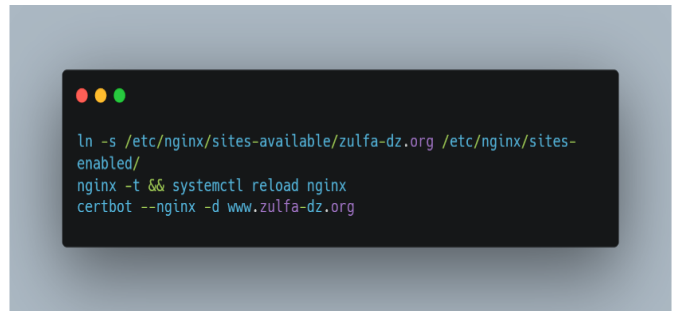 ln -s /etc/nginx/sites-available/zulfa-dz.org /etc/nginx/sites-
enabled/
nginx -t && systemctl reload nginx
certbot --nginx -d www.zulfa-dz.org